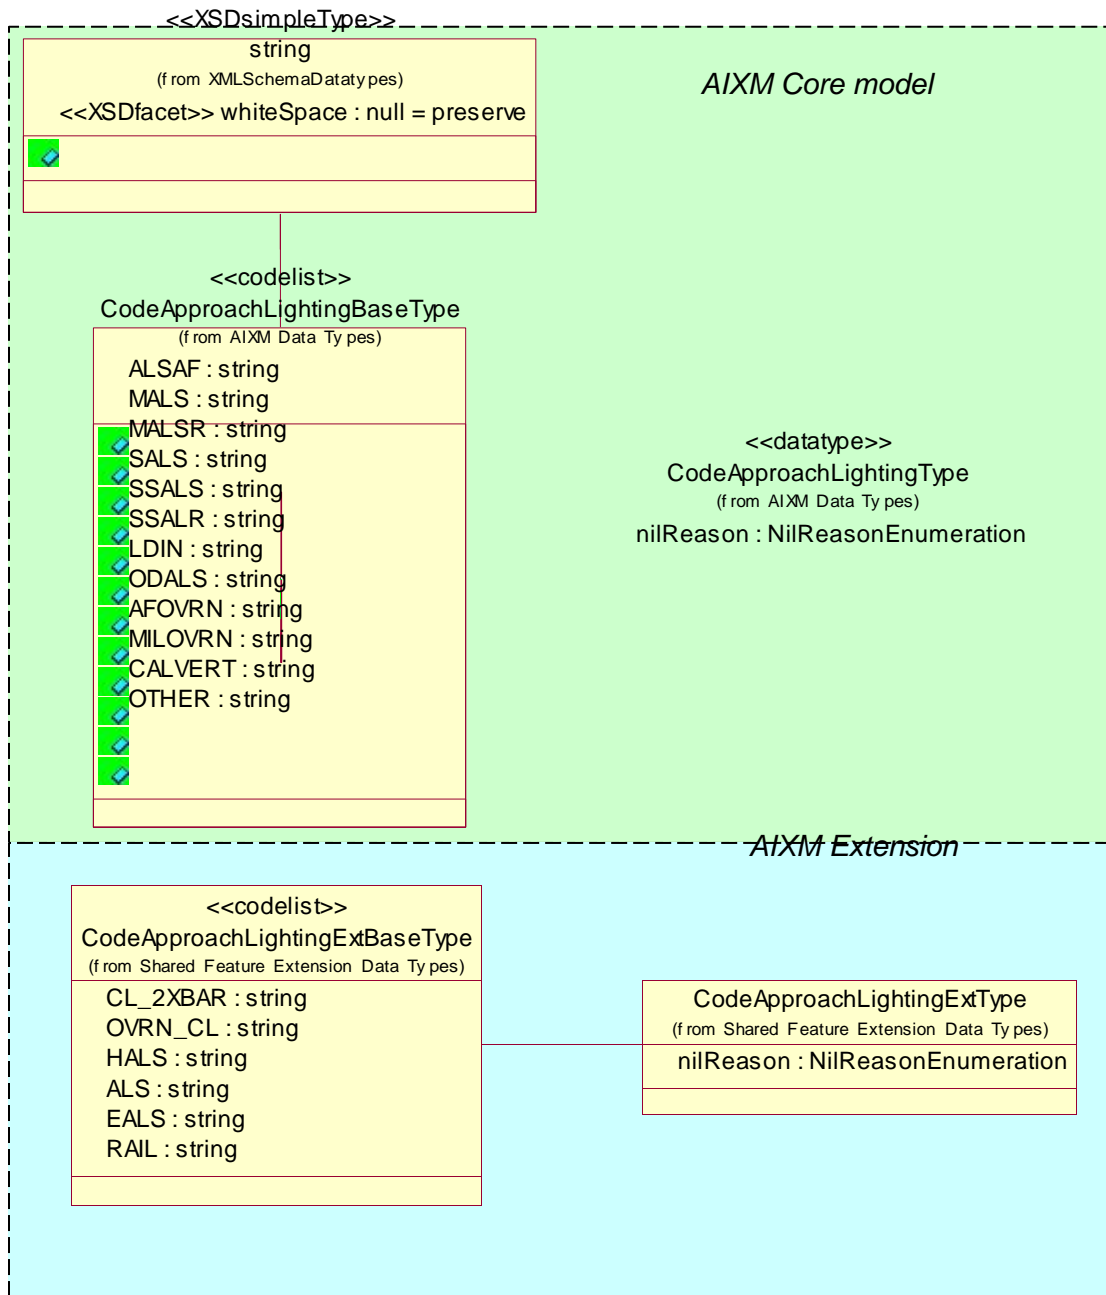 <<XSDsimpleType>>
string
(from XMLSchemaDatatypes)
<<XSDfacet>> whiteSpace : null = preserve
AIXM Core model
<<codelist>>
CodeApproachLightingBaseType
(from AIXM Data Types)
ALSAF : string
MALS : string
MALSR : string
SALS : string
SSALS : string
SSALR : string
LDIN : string
ODALS : string
AFOVRN : string
MILOVRN : string
CALVERT : string
OTHER : string
<<datatype>>
CodeApproachLightingType
(from AIXM Data Types)
nilReason : NilReasonEnumeration
AIXM Extension
<<codelist>>
CodeApproachLightingExtBaseType
(from Shared Feature Extension Data Types)
CL_2XBAR : string
OVRN_CL : string
HALS : string
ALS : string
EALS : string
RAIL : string
CodeApproachLightingExtType
(from Shared Feature Extension Data Types)
nilReason : NilReasonEnumeration